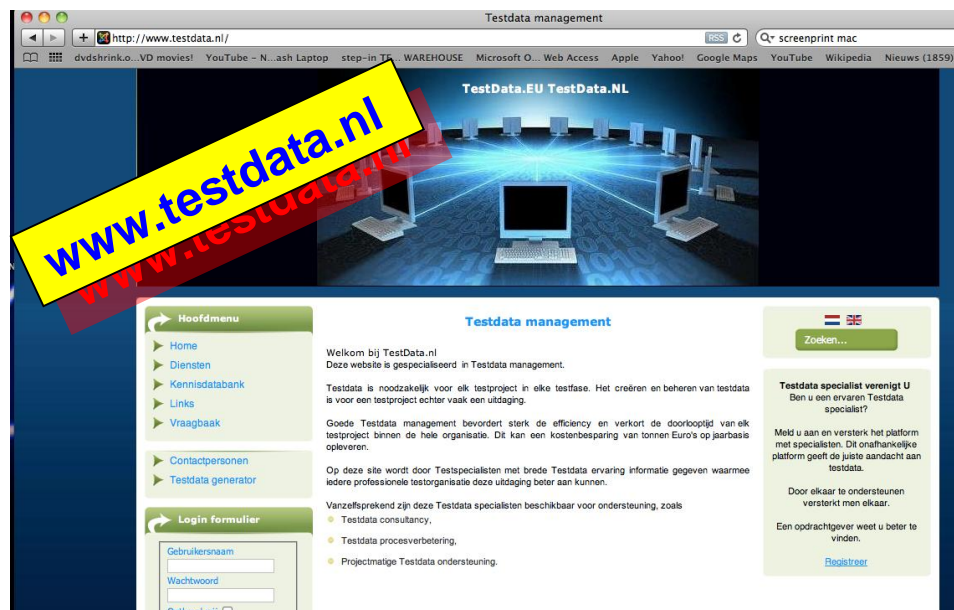 Testdata management
http://www.testdata.nl/
RSS
screenprint mac
dvdshrink.o...VD movies! YouTube - N...ash Laptop step-in TE... WAREHOUSE Microsoft O... Web Access Apple Yahoo! Google Maps YouTube Wikipedia Nieuws (1859)
TestData.EU TestData.NL
www.testdata.nl
www.testdata.nl
Hoofdmenu
Home
Diensten
Kennisdatabank
Links
Vraagbaak
Contactpersonen
Testdata generator
Login formulier
Gebruikersnaam
Wachtwoord
Testdata management
Welkom bij TestData.nl
Deze website is gespecialiseerd in Testdata management.
Testdata is noodzakelijk voor elk testproject in elke testfase. Het creëren en beheren van testdata
is voor een testproject echter vaak een uitdaging.
Goede Testdata management bevordert sterk de efficiency en verkort de doorlooptijd van elk
testproject binnen de hele organisatie. Dit kan een kostenbesparing van tonnen Euro's op jaarbasis
opleveren.
Op deze site wordt door Testspecialisten met brede Testdata ervaring informatie gegeven waarmee
iedere professionele testorganisatie deze uitdaging beter aan kunnen.
Vanzelfsprekend zijn deze Testdata specialisten beschikbaar voor ondersteuning, zoals
Testdata consultancy,
Testdata procesverbetering,
Projectmatige Testdata ondersteuning.
Zoeken...
Testdata specialist verenigt U
Ben u een ervaren Testdata
specialist?
Meld u aan en versterk het platform
met specialisten. Dit onafhankelijke
platform geeft de juiste aandacht aan
testdata.
Door elkaar te ondersteunen
versterkt men elkaar.
Een opdrachtgever weet u beter te
vinden.
Registreer